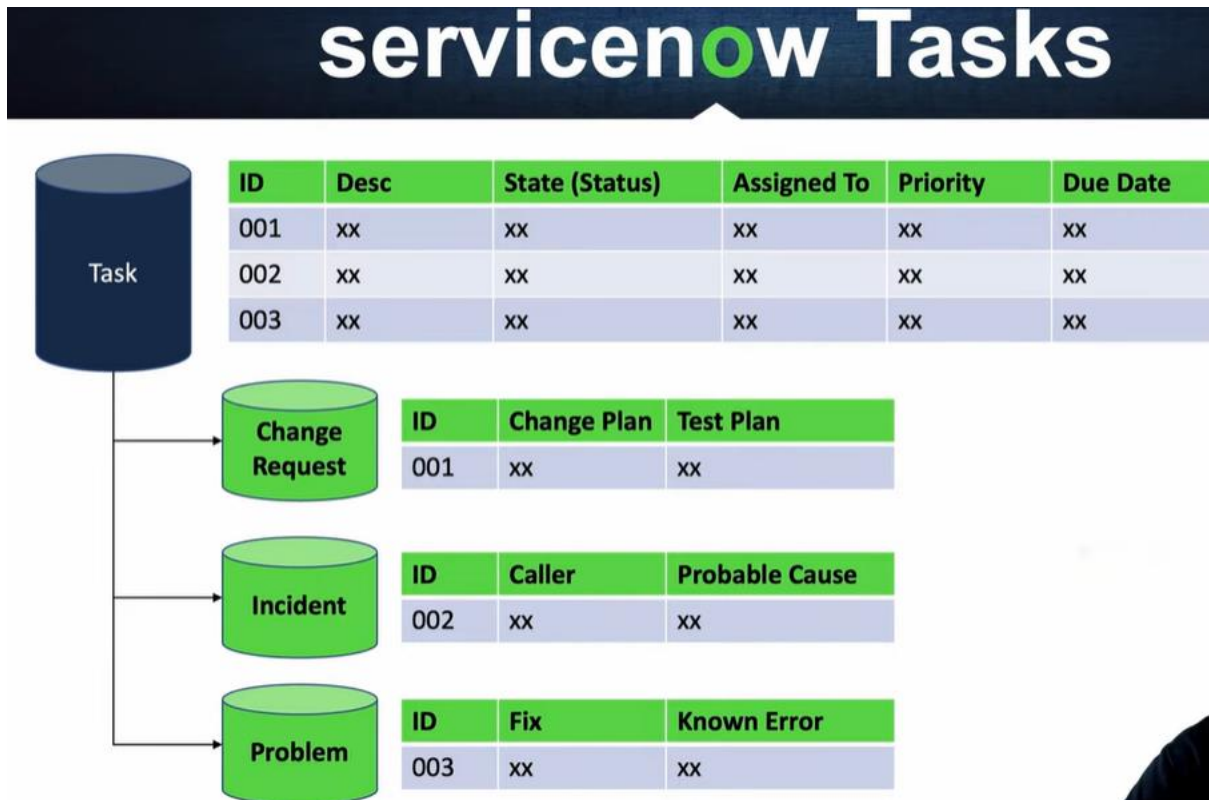 servicenow Tasks
Task
ID Desc State (Status) Assigned To Priority Due Date
001 xx xx xx xx xx
002 xx xx xx xx xx
003 xx xx xx xx xx
Change
Request
ID Change Plan Test Plan
001 xx xx
Incident
ID Caller Probable Cause
002 xx xx
Problem
ID Fix Known Error
003 xx xx